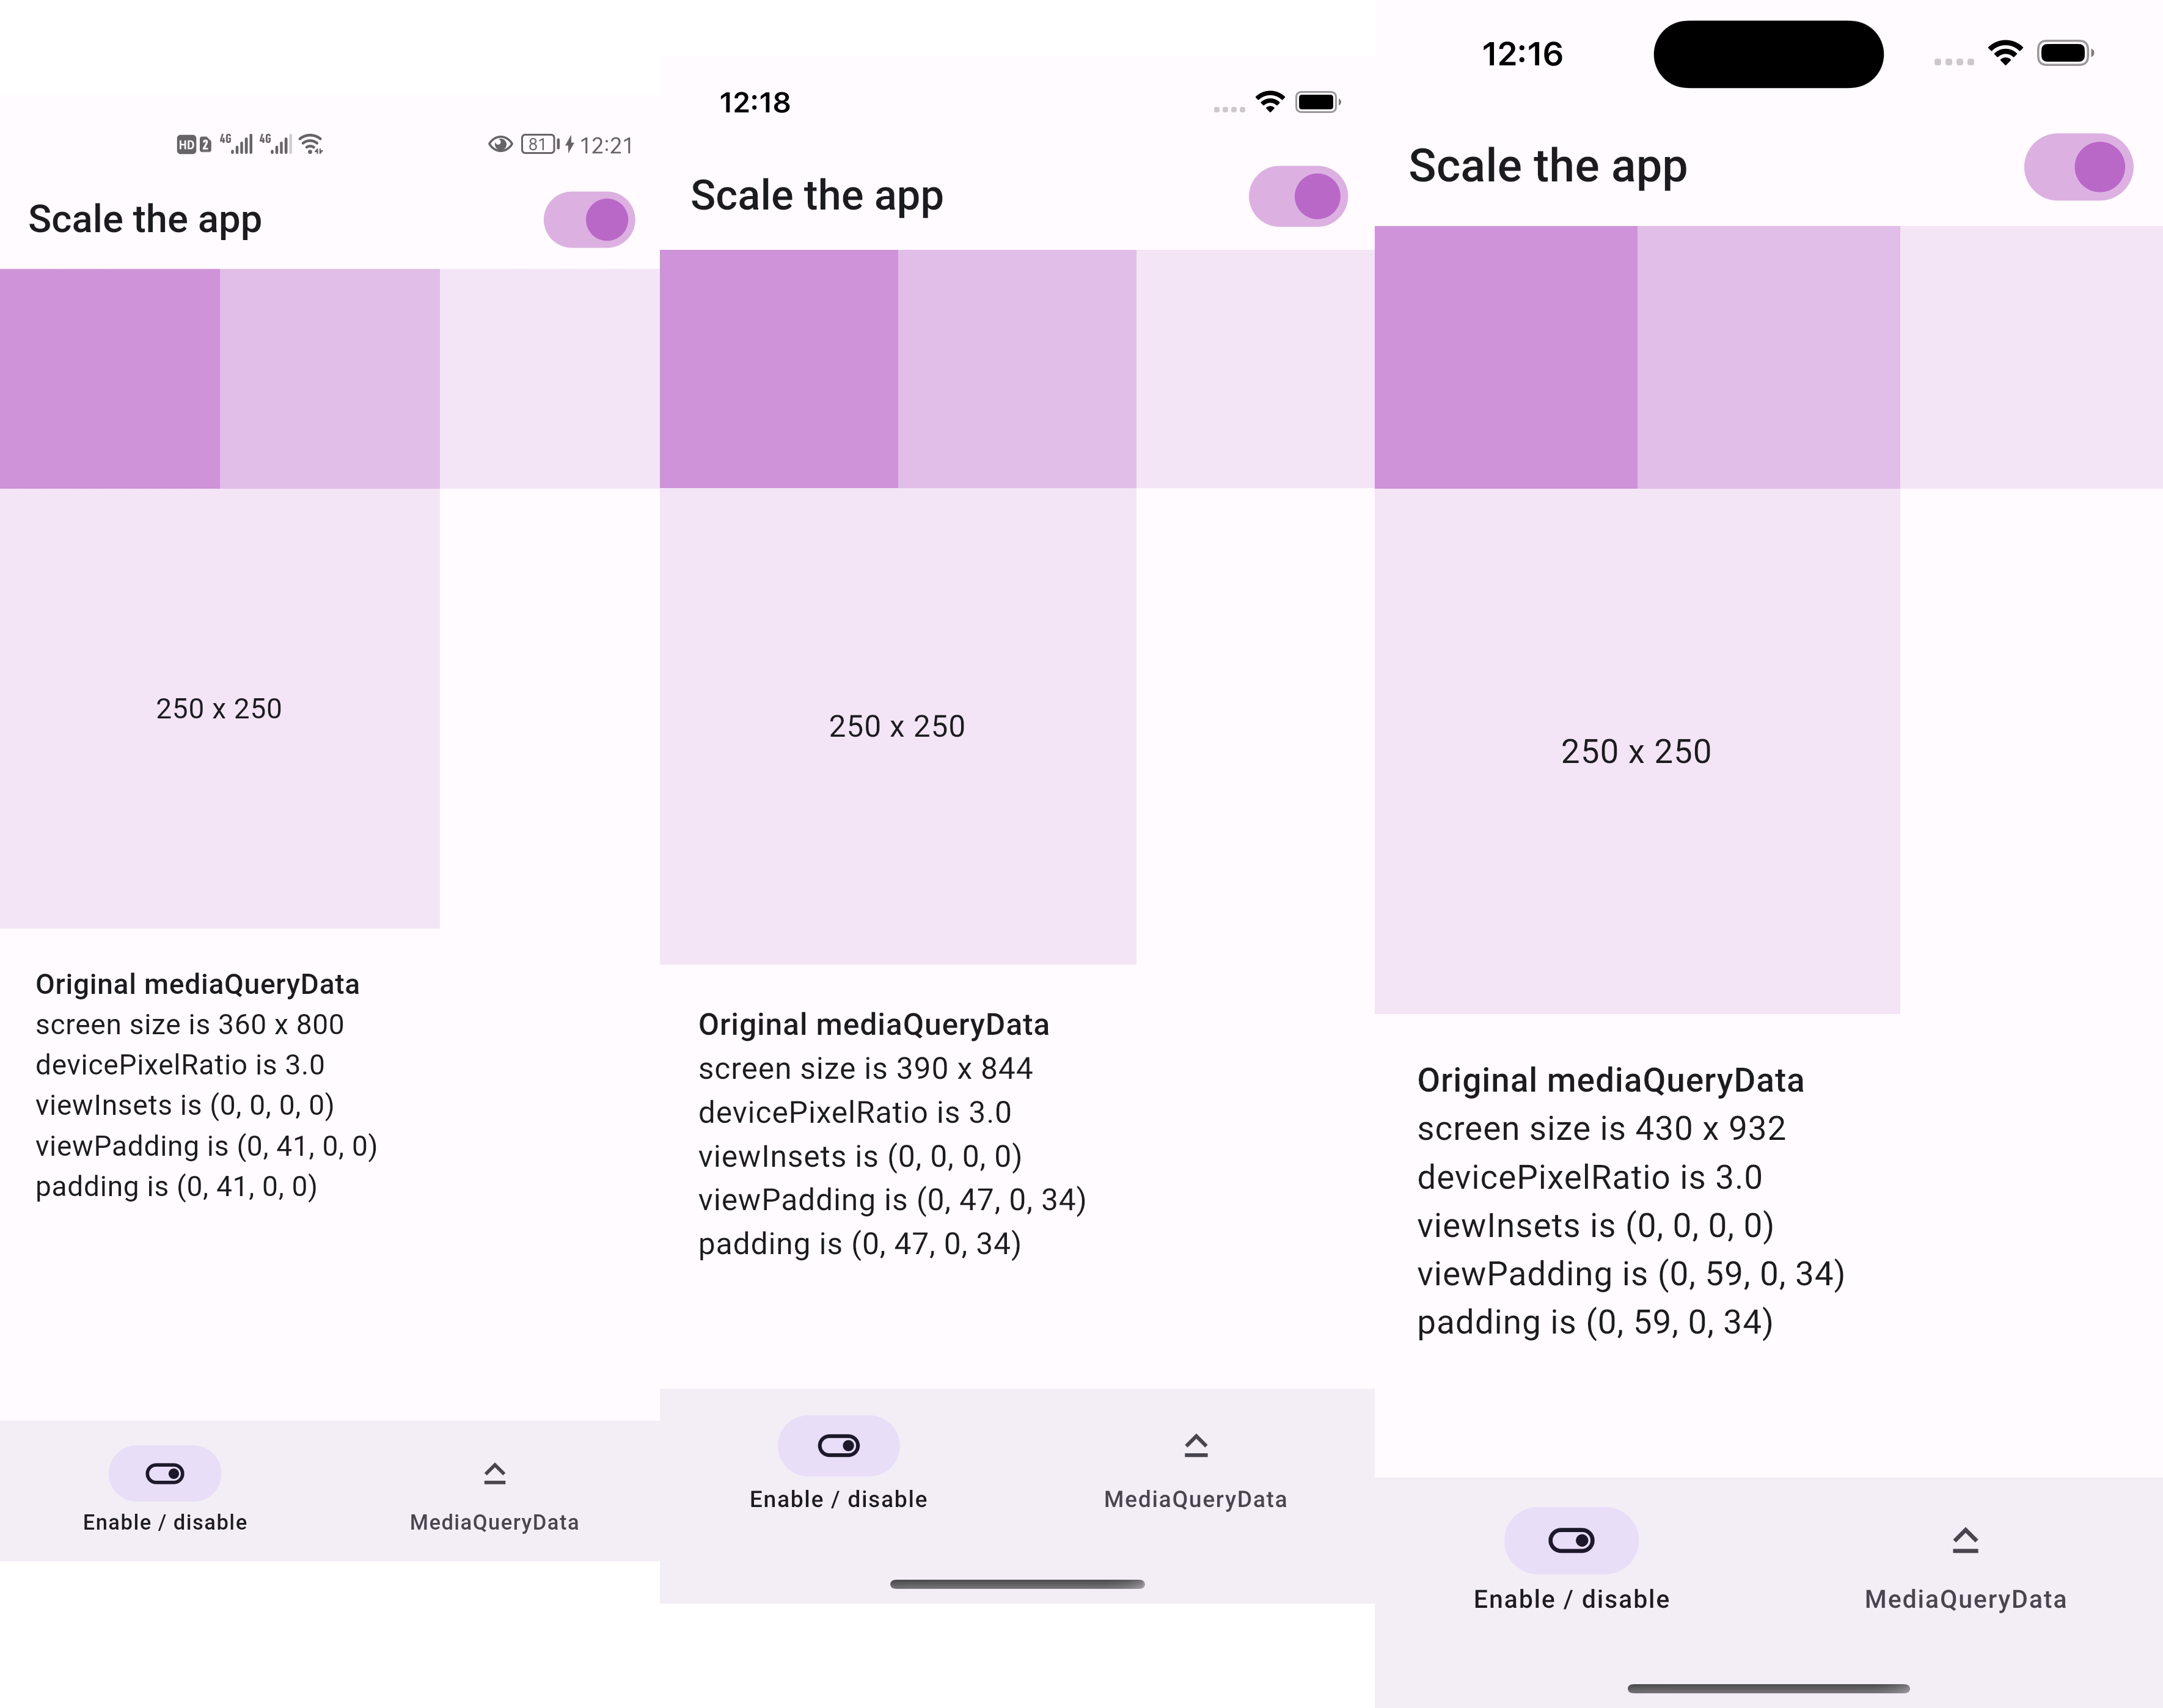 HD 2 4G 4G 81 12:21
Scale the app
250 x 250
Original mediaQueryData
screen size is 360 x 800
devicePixelRatio is 3.0
viewInsets is (0, 0, 0, 0)
viewPadding is (0, 41, 0, 0)
padding is (0, 41, 0, 0)
Enable / disable
MediaQueryData
12:18
Scale the app
250 x 250
Original mediaQueryData
screen size is 390 x 844
devicePixelRatio is 3.0
viewInsets is (0, 0, 0, 0)
viewPadding is (0, 47, 0, 34)
padding is (0, 47, 0, 34)
Enable / disable
MediaQueryData
12:16
Scale the app
250 x 250
Original mediaQueryData
screen size is 430 x 932
devicePixelRatio is 3.0
viewInsets is (0, 0, 0, 0)
viewPadding is (0, 59, 0, 34)
padding is (0, 59, 0, 34)
Enable / disable
MediaQueryData